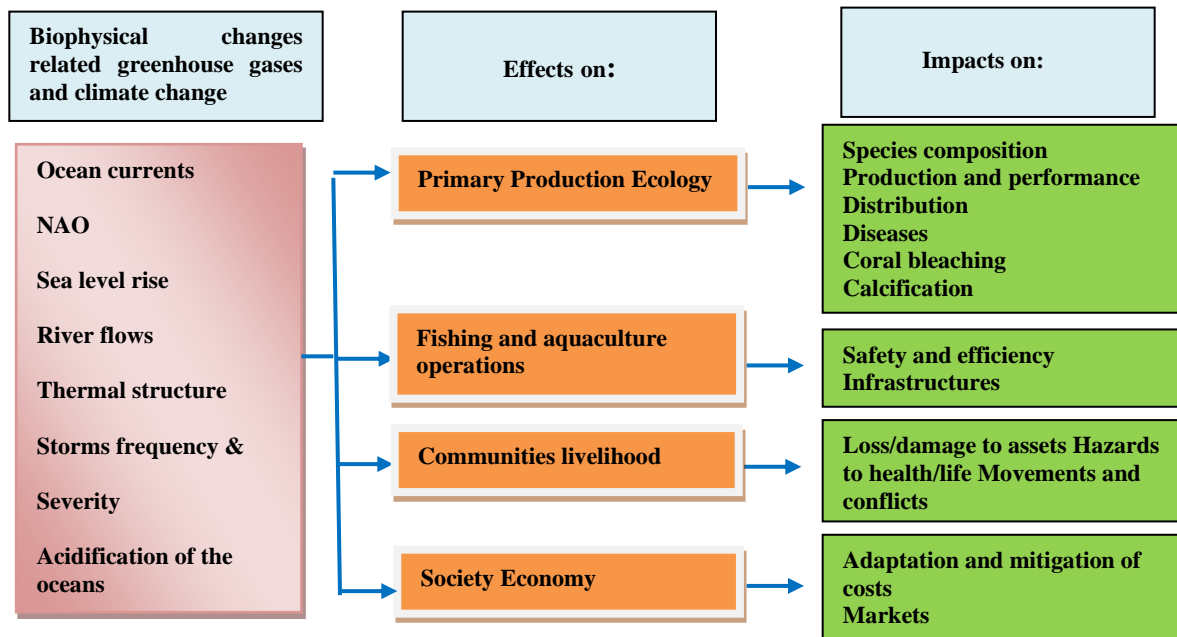 Biophysical changes
related greenhouse gases
and climate change
Effects on:
Impacts on:
Ocean currents
NAO
Sea level rise
River flows
Thermal structure
Storms frequency &
Severity
Acidification of the
oceans
Primary Production Ecology
Species composition
Production and performance
Distribution
Diseases
Coral bleaching
Calcification
Fishing and aquaculture
operations
Safety and efficiency
Infrastructures
Communities livelihood
Loss/damage to assets Hazards
to health/life Movements and
conflicts
Society Economy
Adaptation and mitigation of
costs
Markets